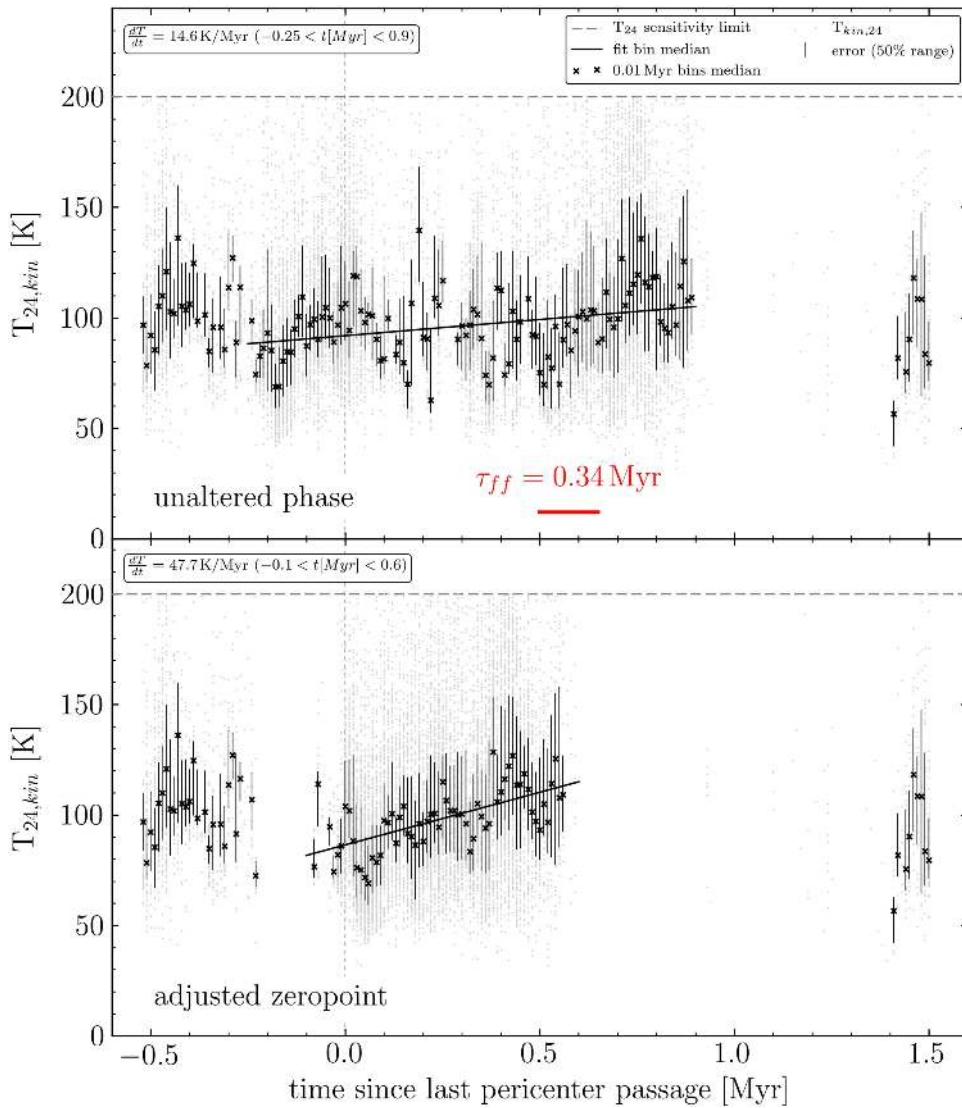 dT/dt = 14.6 K/Myr (−0.25 < t[Myr] < 0.9)
T24 sensitivity limit
fit bin median
0.01 Myr bins median
Tkin,24
error (50% range)
200
150
100
50
0
T24,kin [K]
τff = 0.34 Myr
unaltered phase
dT/dt = 47.7 K/Myr (−0.1 < t[Myr] < 0.6)
200
150
100
50
0
T24,kin [K]
adjusted zeropoint
−0.5 0.0 0.5 1.0 1.5
time since last pericenter passage [Myr]